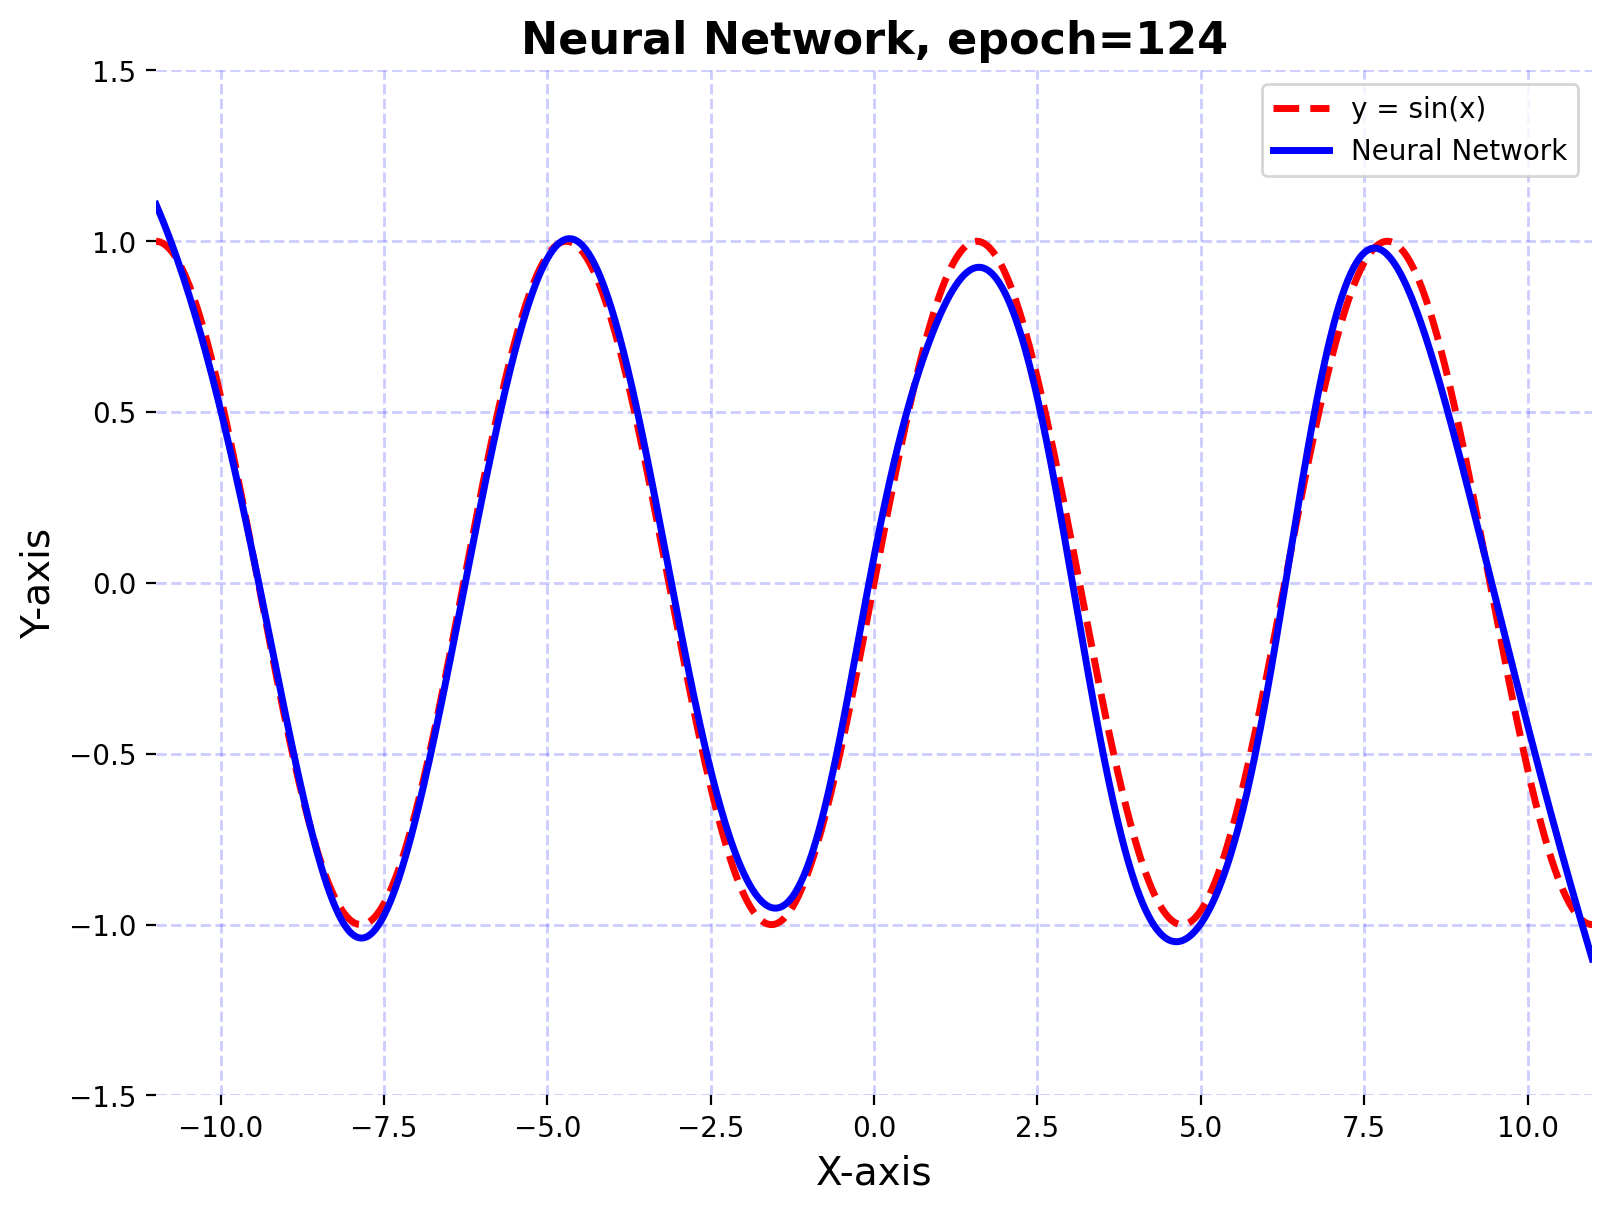 Neural Network, epoch=124
1.5
1.0
0.5
0.0
−0.5
−1.0
−1.5
Y-axis
y = sin(x)
Neural Network
−10.0 −7.5 −5.0 −2.5 0.0 2.5 5.0 7.5 10.0
X-axis